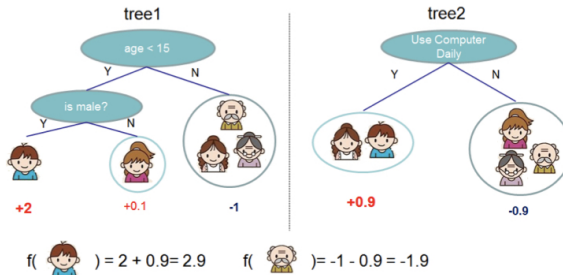 tree1
tree2
age < 15
Use Computer
Daily
Y
N
Y
N
is male?
Y
N
+2
+0.1
-1
+0.9
-0.9
f( ) = 2 + 0.9= 2.9
f( )= -1 - 0.9 = -1.9